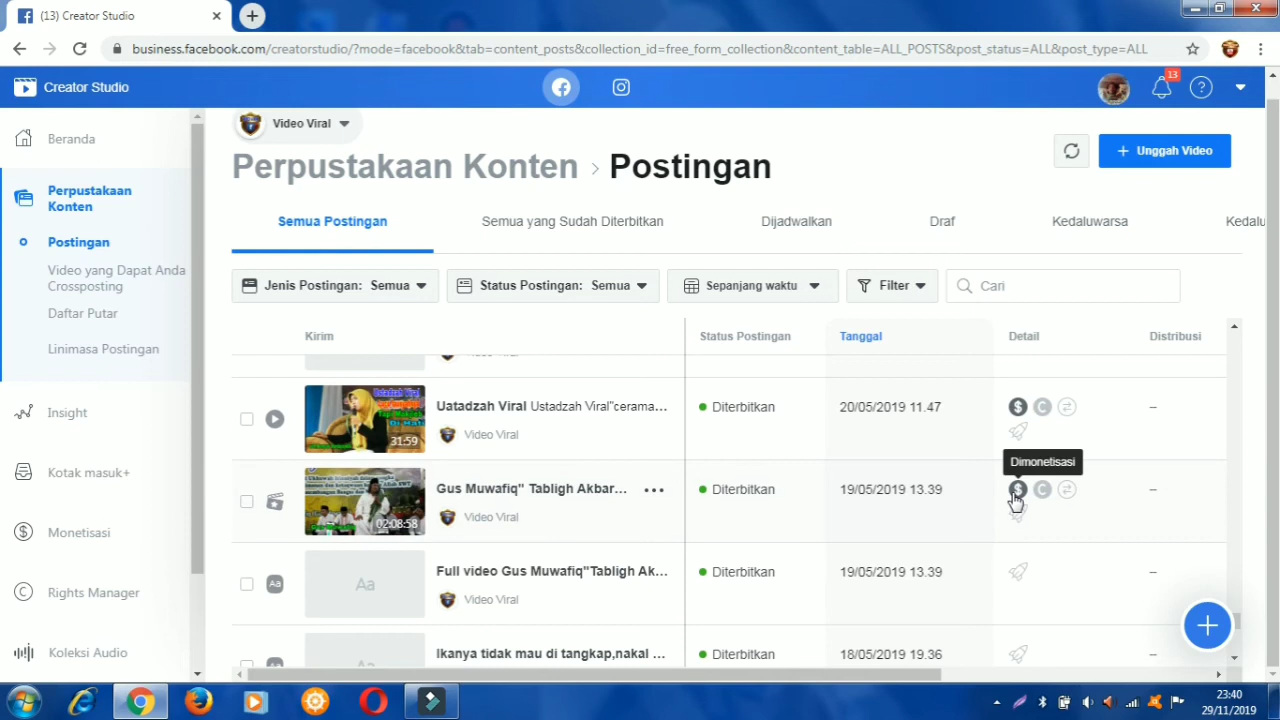 (13) Creator Studio
business.facebook.com/creatorstudio/?mode=facebook&tab=content_posts&collection_id=free_form_collection&content_table=ALL_POSTS&post_status=ALL&post_type=ALL
Creator Studio
13
Video Viral
Perpustakaan Konten › Postingan
Unggah Video
Beranda
Perpustakaan
Konten
Postingan
Video yang Dapat Anda
Crossposting
Daftar Putar
Linimasa Postingan
Insight
Kotak masuk+
Monetisasi
Rights Manager
Koleksi Audio
Semua Postingan
Semua yang Sudah Diterbitkan
Dijadwalkan
Draf
Kedaluwarsa
Kedalu
Jenis Postingan: Semua
Status Postingan: Semua
Sepanjang waktu
Filter
Cari
Kirim
Status Postingan
Tanggal
Detail
Distribusi
Uatadzah Viral Ustadzah Viral"cerama...
Video Viral
31:59
Diterbitkan
20/05/2019 11.47
–
Dimonetisasi
Gus Muwafiq" Tabligh Akbar...
Video Viral
02:08:58
Diterbitkan
19/05/2019 13.39
–
Aa
Aa
Full video Gus Muwafiq"Tabligh Ak...
Video Viral
Diterbitkan
19/05/2019 13.39
–
Ikanya tidak mau di tangkap,nakal ...
Diterbitkan
18/05/2019 19.36
–
23:40
29/11/2019